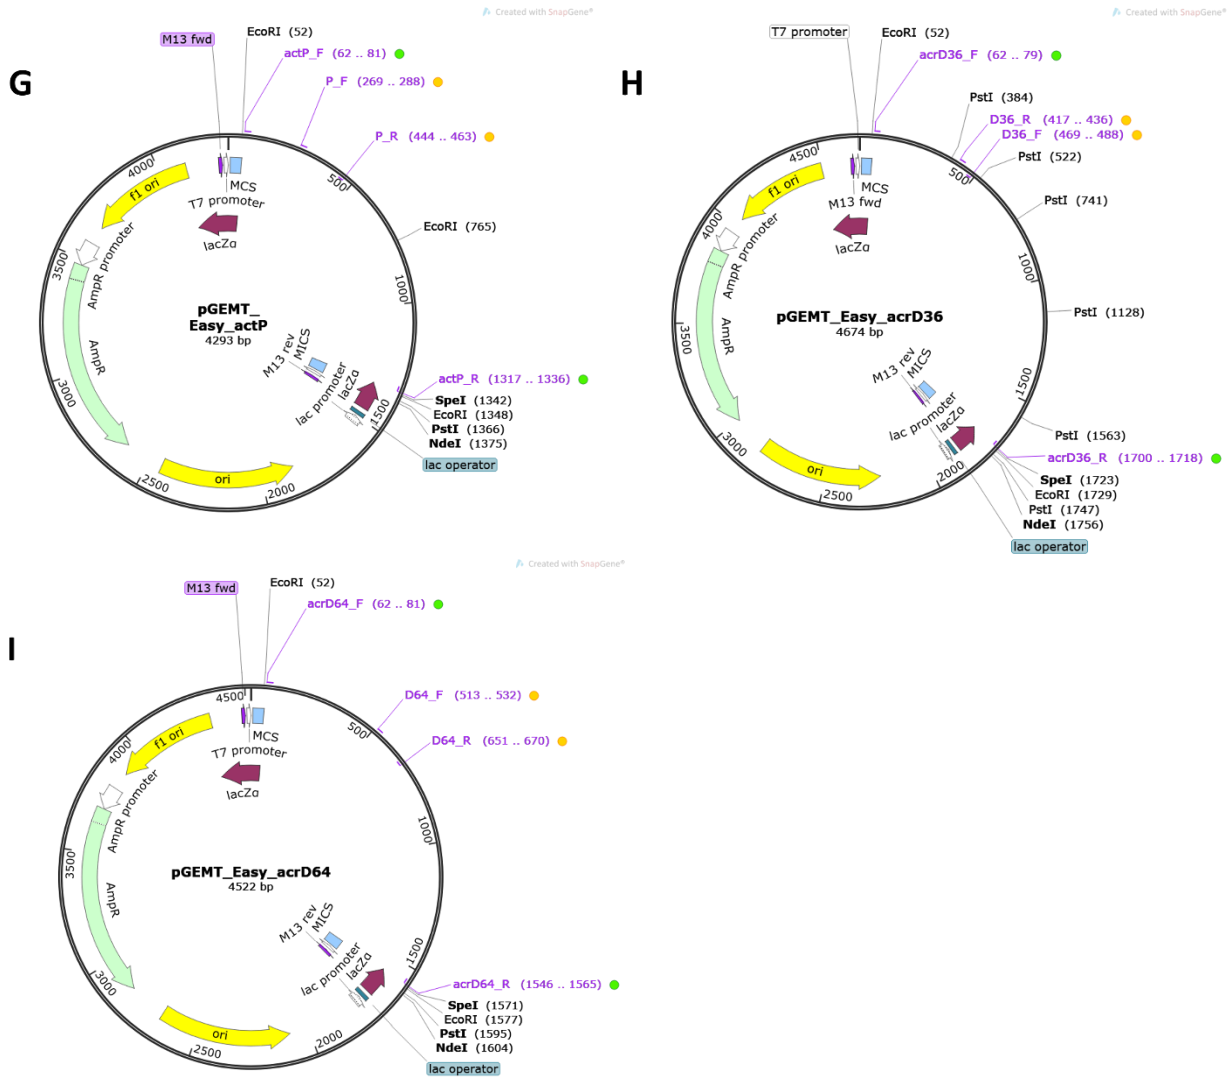 Created with SnapGene®
G
M13 fwd
EcoRI (52)
actP_F (62 .. 81)
P_F (269 .. 288)
P_R (444 .. 463)
500
EcoRI (765)
1000
actP_R (1317 .. 1336)
SpeI (1342)
EcoRI (1348)
PstI (1366)
NdeI (1375)
lac operator
1500
2000
2500
3000
3500
4000
f1 ori
MCS
T7 promoter
lacZα
AmpR promoter
AmpR
ori
pGEMT_
Easy_actP
4293 bp
M13 rev
MICS
lac promoter
lacZα
Created with SnapGene®
H
T7 promoter
EcoRI (52)
acrD36_F (62 .. 79)
PstI (384)
D36_R (417 .. 436)
D36_F (469 .. 488)
PstI (522)
500
PstI (741)
1000
PstI (1128)
1500
PstI (1563)
acrD36_R (1700 .. 1718)
SpeI (1723)
EcoRI (1729)
PstI (1747)
NdeI (1756)
lac operator
2000
2500
3000
3500
4000
4500
f1 ori
MCS
M13 fwd
lacZα
AmpR promoter
AmpR
ori
pGEMT_Easy_acrD36
4674 bp
M13 rev
MICS
lac promoter
lacZα
Created with SnapGene®
I
M13 fwd
EcoRI (52)
acrD64_F (62 .. 81)
D64_F (513 .. 532)
D64_R (651 .. 670)
500
1000
1500
acrD64_R (1546 .. 1565)
SpeI (1571)
EcoRI (1577)
PstI (1595)
NdeI (1604)
lac operator
2000
2500
3000
3500
4000
4500
f1 ori
MCS
T7 promoter
lacZα
AmpR promoter
AmpR
ori
pGEMT_Easy_acrD64
4522 bp
M13 rev
MICS
lac promoter
lacZα